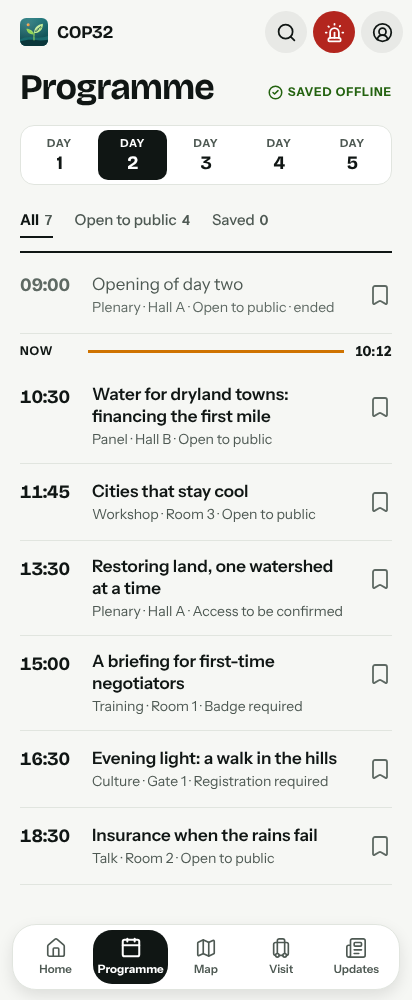 COP32
Programme
SAVED OFFLINE
DAY DAY DAY DAY DAY
1 2 3 4 5
All 7 Open to public 4 Saved 0
09:00 Opening of day two
Plenary · Hall A · Open to public · ended
NOW 10:12
10:30 Water for dryland towns:
financing the first mile
Panel · Hall B · Open to public
11:45 Cities that stay cool
Workshop · Room 3 · Open to public
13:30 Restoring land, one watershed
at a time
Plenary · Hall A · Access to be confirmed
15:00 A briefing for first-time
negotiators
Training · Room 1 · Badge required
16:30 Evening light: a walk in the hills
Culture · Gate 1 · Registration required
18:30 Insurance when the rains fail
Talk · Room 2 · Open to public
Home Programme Map Visit Updates